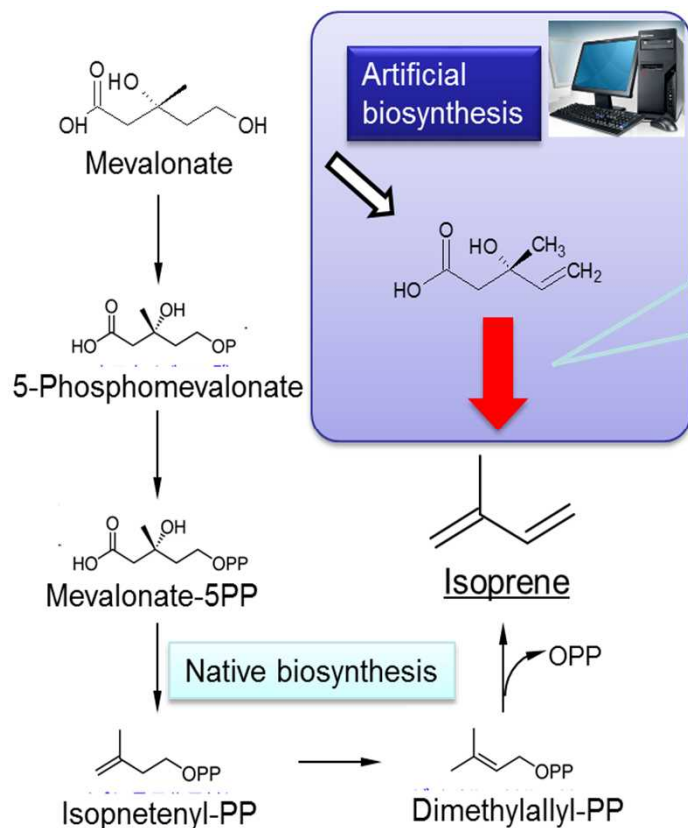 Artificial
biosynthesis
O
HO
OH
OH
Mevalonate
O
HO
CH3
HO
CH2
O
OH
HO
OP
5-Phosphomevalonate
O
OH
HO
OPP
Mevalonate-5PP
Isoprene
Native biosynthesis
OPP
OPP
Isopnetenyl-PP
OPP
Dimethylallyl-PP